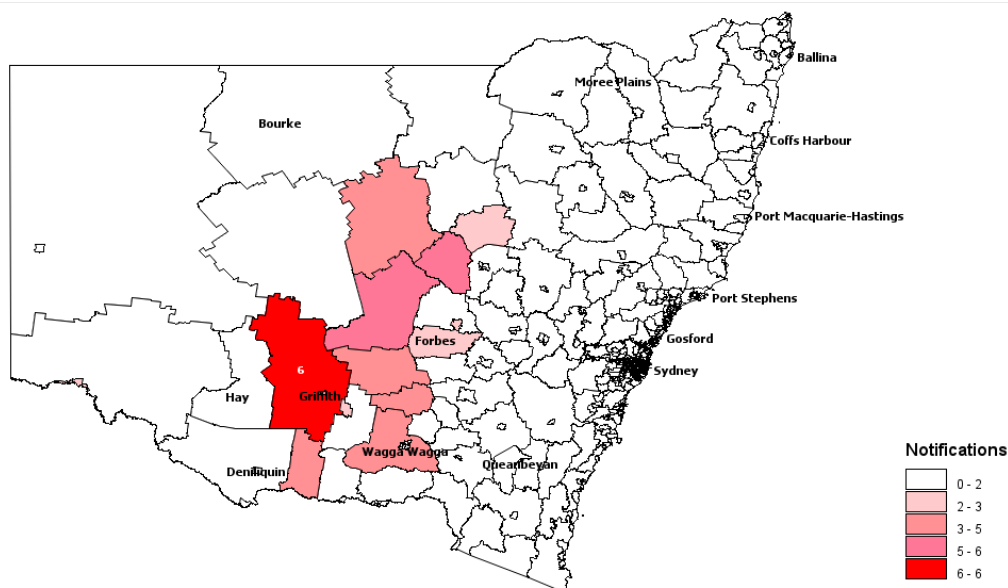 Ballina
Moree Plains
Bourke
Coffs Harbour
Port Macquarie-Hastings
Port Stephens
Gosford
Forbes
Sydney
6
Hay
Griffith
Wagga Wagga
Deniliquin
Queanbeyan
Notifications
0 - 2
2 - 3
3 - 5
5 - 6
6 - 6